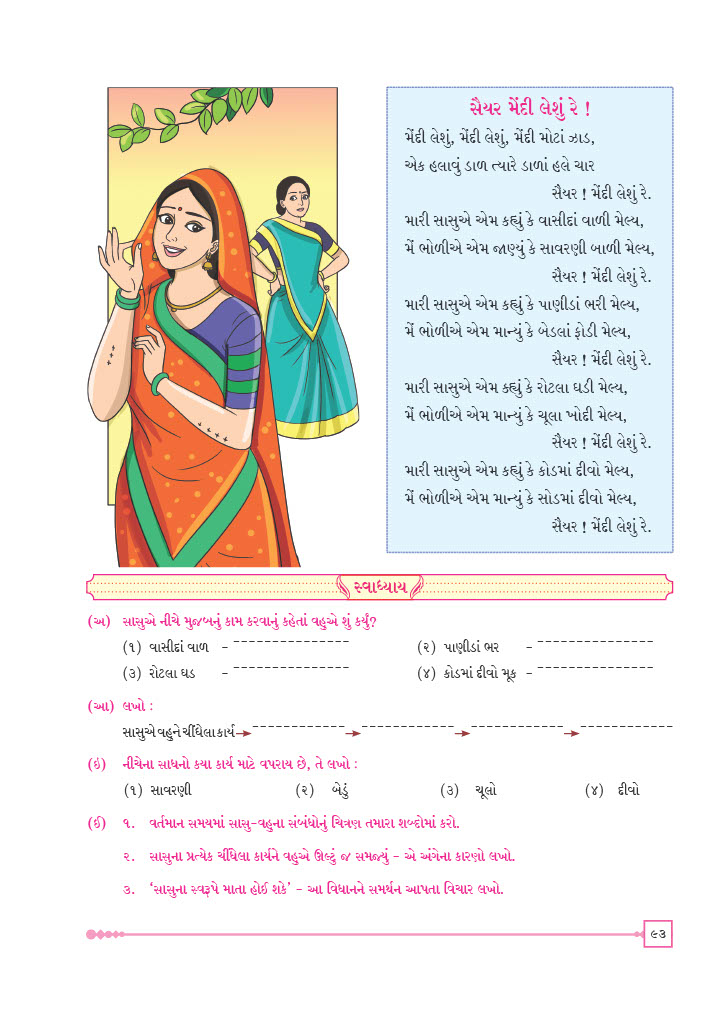 સૈયર મેંદી લેશું રે !
મેંદી લેશું, મેંદી લેશું, મેંદી મોટાં ઝાડ,
એક હલાવું ડાળ ત્યારે ડાળાં હલે ચાર
સૈયર ! મેંદી લેશું રે.
મારી સાસુએ એમ કહ્યું કે વાસીદાં વાળી મેલ્ય,
મેં ભોળીએ એમ જાણ્યું કે સાવરણી બાળી મેલ્ય,
સૈયર ! મેંદી લેશું રે.
મારી સાસુએ એમ કહ્યું કે પાણીડાં ભરી મેલ્ય,
મેં ભોળીએ એમ માન્યું કે બેડલાં ફોડી મેલ્ય,
સૈયર ! મેંદી લેશું રે.
મારી સાસુએ એમ કહ્યું કે રોટલા ઘડી મેલ્ય,
મેં ભોળીએ એમ માન્યું કે ચૂલા ખોદી મેલ્ય,
સૈયર ! મેંદી લેશું રે.
મારી સાસુએ એમ કહ્યું કે કોડમાં દીવો મેલ્ય,
મેં ભોળીએ એમ માન્યું કે સોડમાં દીવો મેલ્ય,
સૈયર ! મેંદી લેશું રે.
સ્વાધ્યાય
(અ) સાસુએ નીચે મુજબનું કામ કરવાનું કહેતાં વહુએ શું કર્યું?
(૧) વાસીદાં વાળ - --------------- (૨) પાણીડાં ભર - ---------------
(૩) રોટલા ઘડ - --------------- (૪) કોડમાં દીવો મૂક - ---------------
(આ) લખો :
સાસુએ વહુને ચીંધેલા કાર્ય → ------------ → ------------ → ------------ → ------------
(ઇ) નીચેના સાધનો કયા કાર્ય માટે વપરાય છે, તે લખો :
(૧) સાવરણી (૨) બેડું (૩) ચૂલો (૪) દીવો
(ઈ) ૧. વર્તમાન સમયમાં સાસુ-વહુના સંબંધોનું ચિત્રણ તમારા શબ્દોમાં કરો.
૨. સાસુના પ્રત્યેક ચીંધેલા કાર્યને વહુએ ઊલ્ટું જ સમજ્યું - એ અંગેના કારણો લખો.
૩. ‘સાસુના સ્વરૂપે માતા હોઈ શકે’ - આ વિધાનને સમર્થન આપતા વિચાર લખો.
૯૩